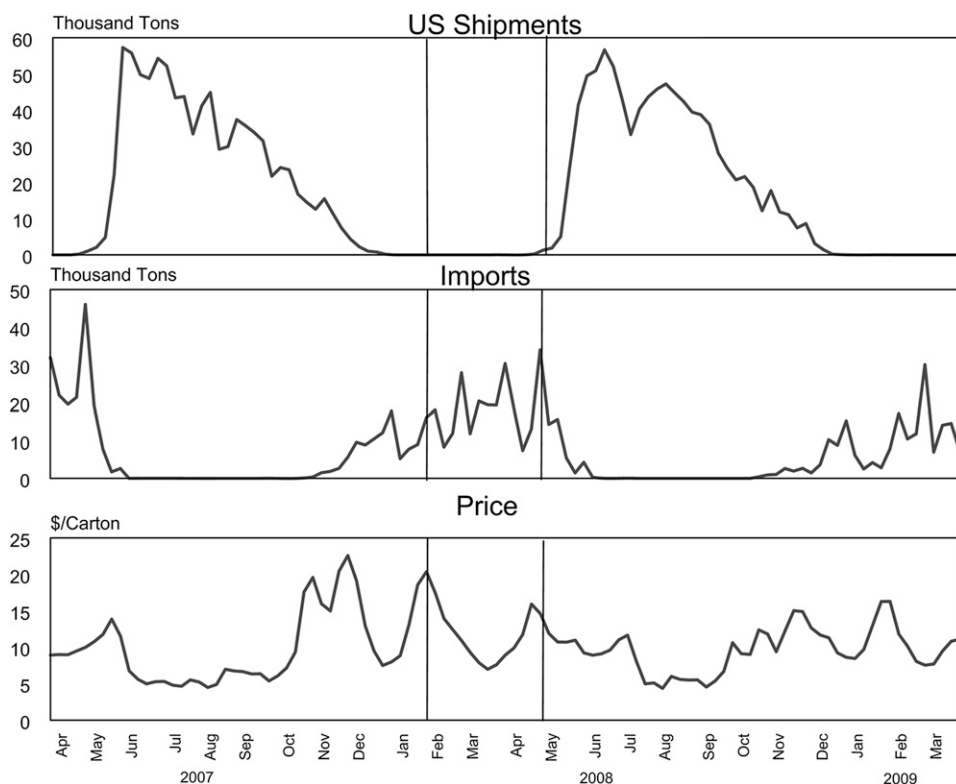 US Shipments
Thousand Tons
60
50
40
30
20
10
0
Imports
Thousand Tons
50
40
30
20
10
0
Price
$/Carton
25
20
15
10
5
0
Apr May Jun Jul Aug Sep Oct Nov Dec Jan Feb Mar Apr May Jun Jul Aug Sep Oct Nov Dec Jan Feb Mar
2007 2008 2009